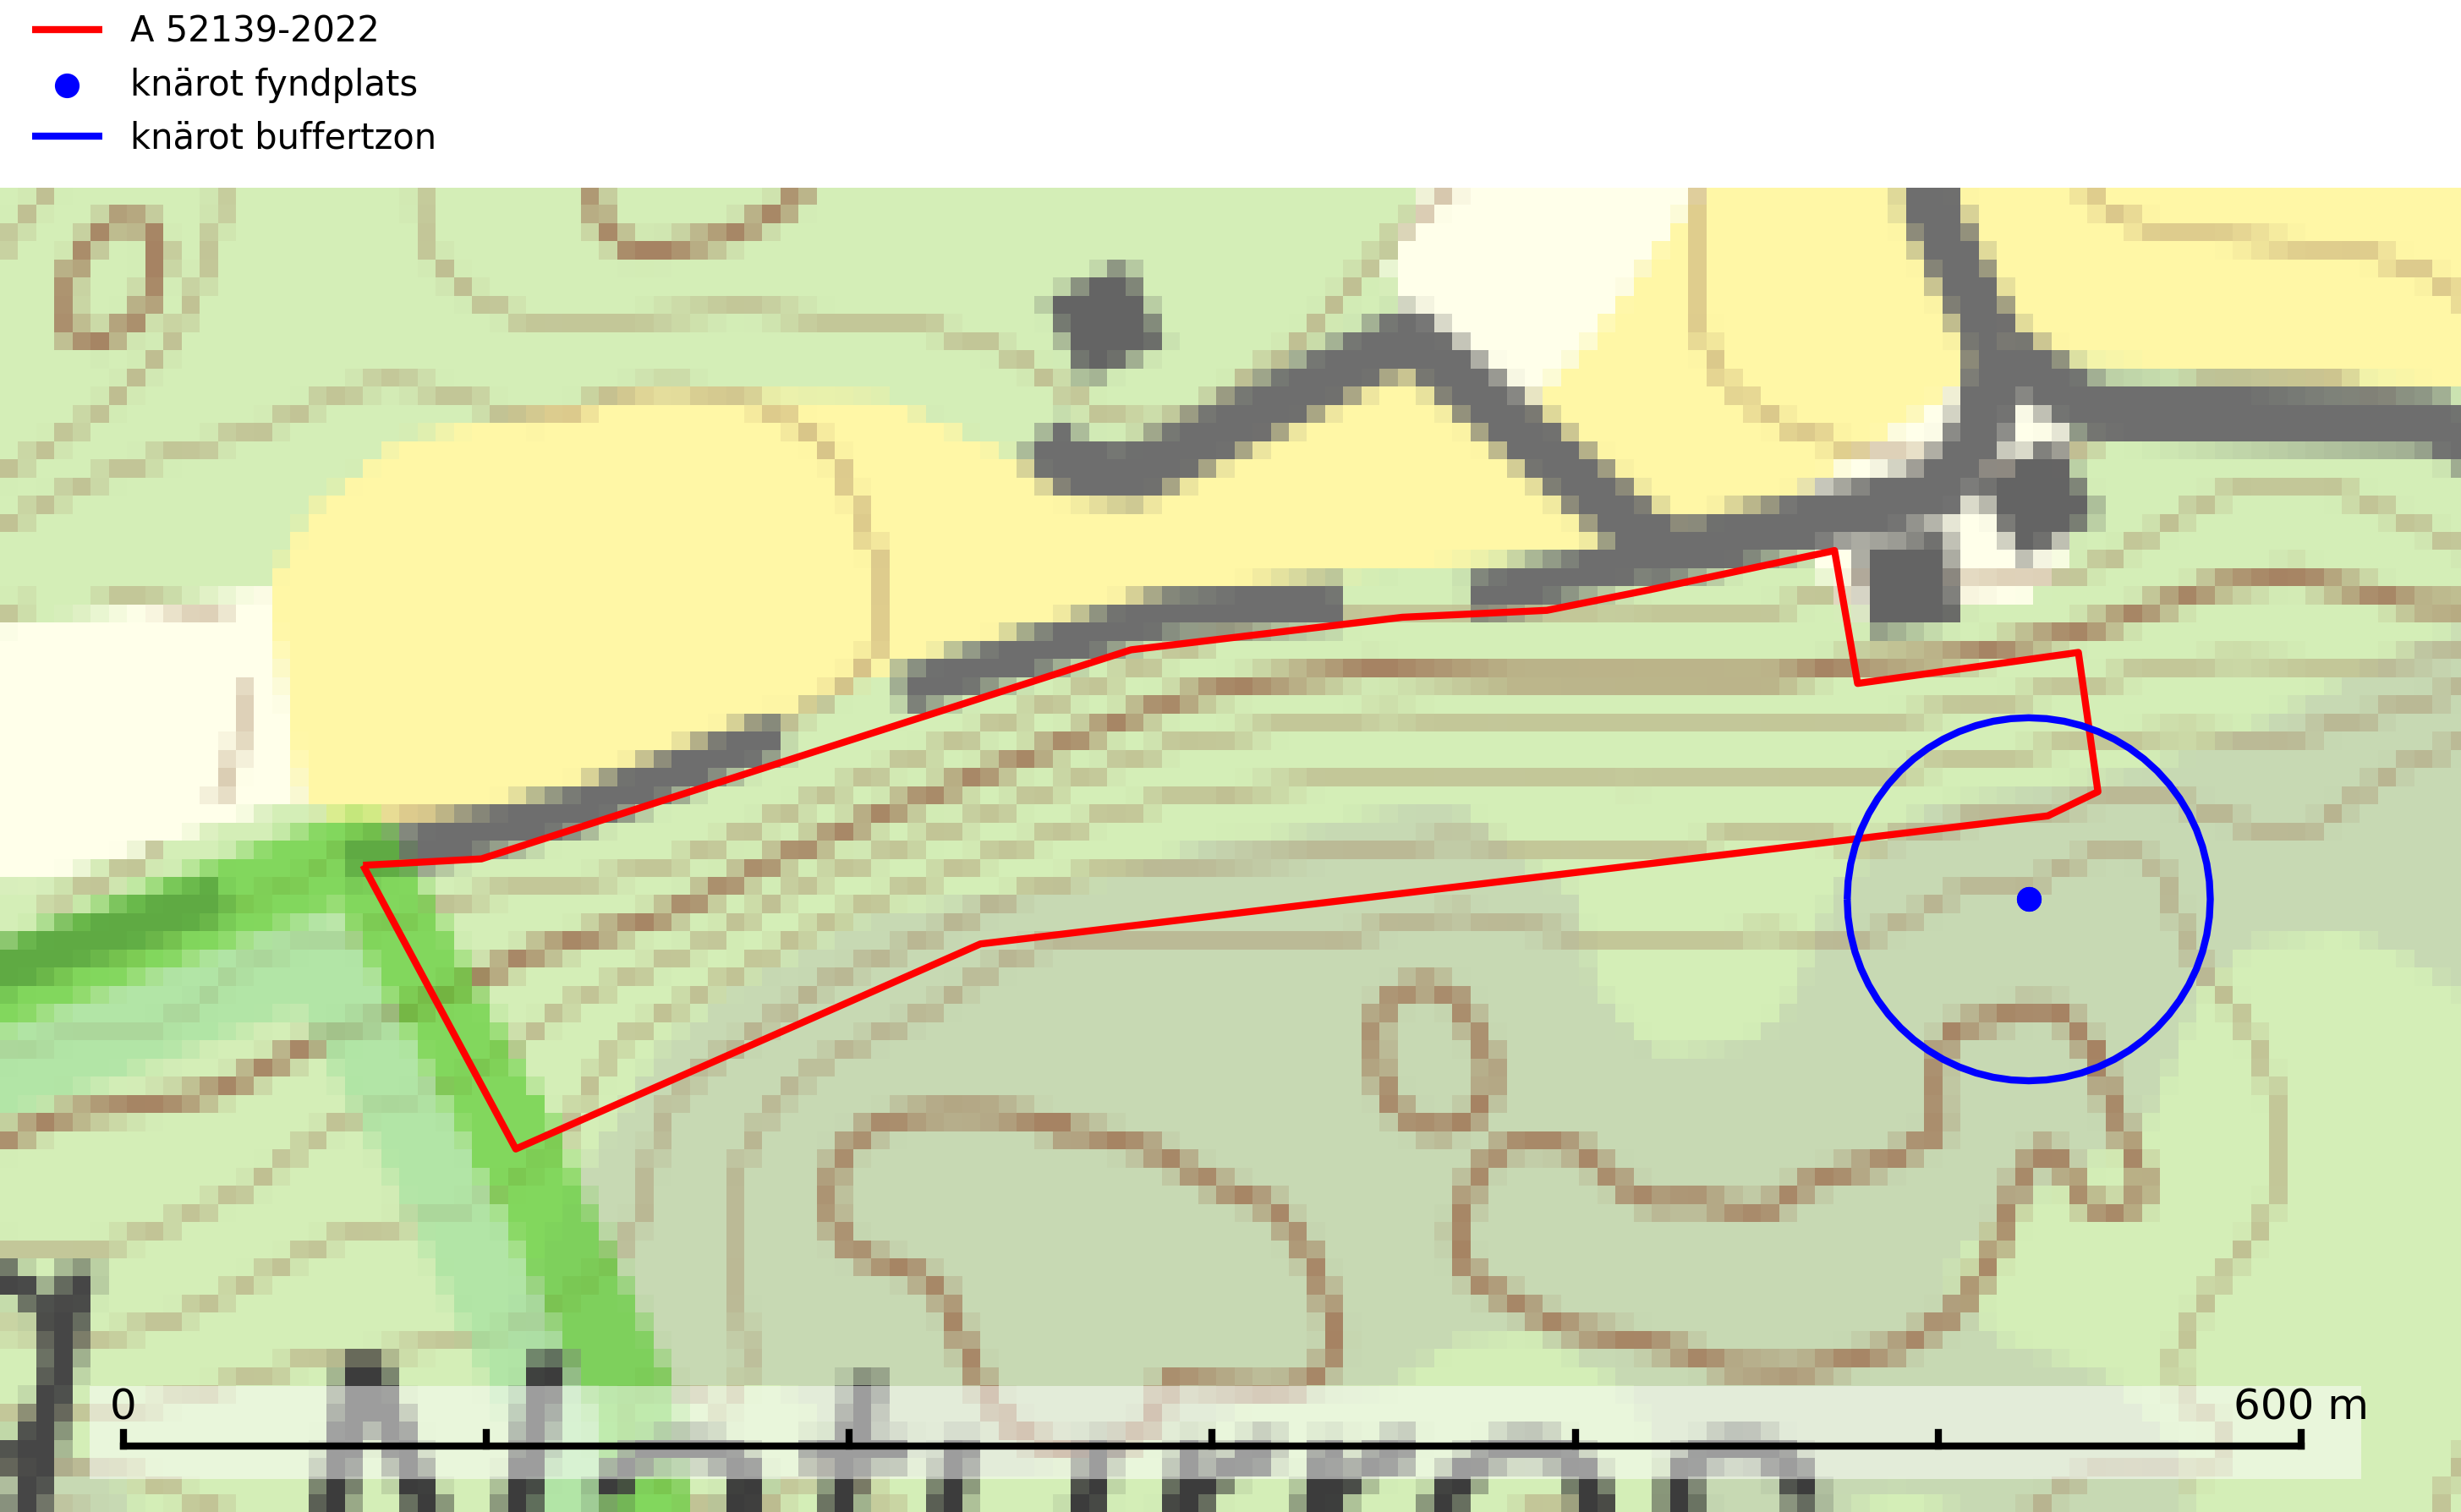 A 52139-2022
knärot fyndplats
knärot buffertzon
0
600 m